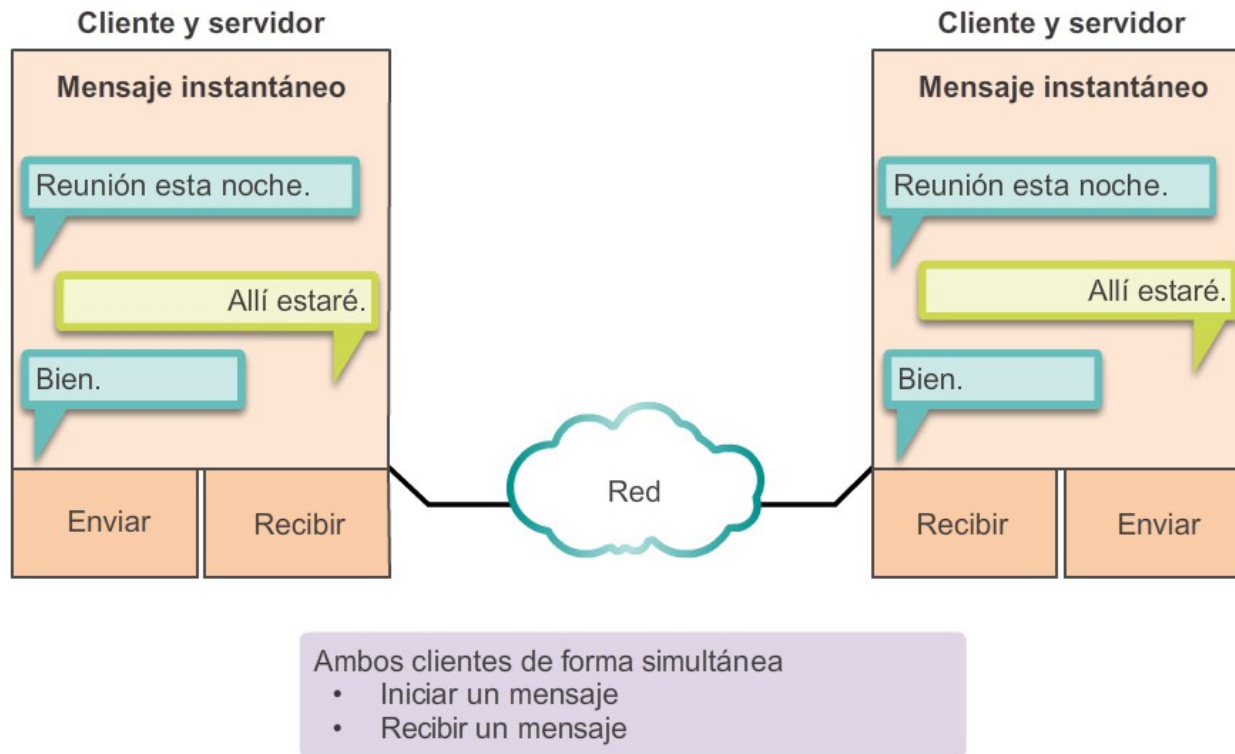 Cliente y servidor
Mensaje instantáneo
Reunión esta noche.
Allí estaré.
Bien.
Enviar
Recibir
Red
Cliente y servidor
Mensaje instantáneo
Reunión esta noche.
Allí estaré.
Bien.
Recibir
Enviar
Ambos clientes de forma simultánea
• Iniciar un mensaje
• Recibir un mensaje